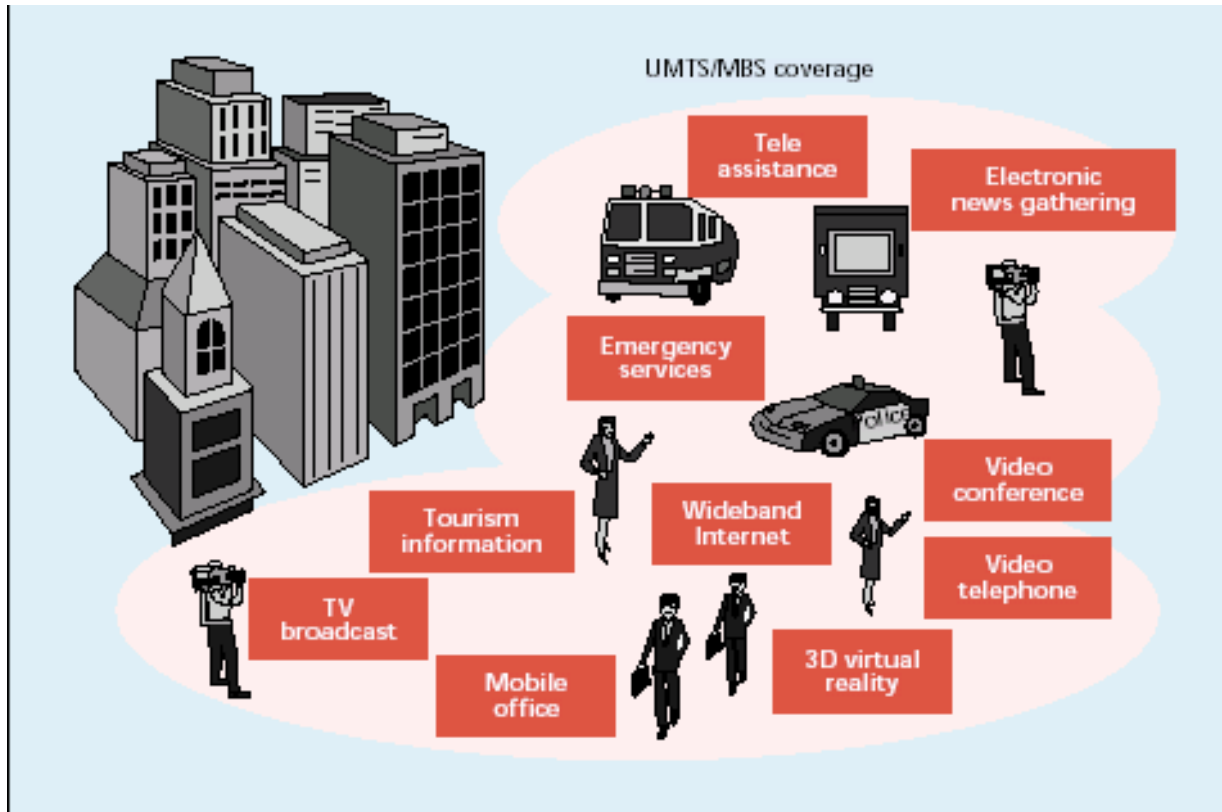 UMTS/MBS coverage
Tele
assistance
Electronic
news gathering
Emergency
services
Police
Video
conference
Tourism
information
Wideband
Internet
Video
telephone
TV
broadcast
3D virtual
reality
Mobile
office